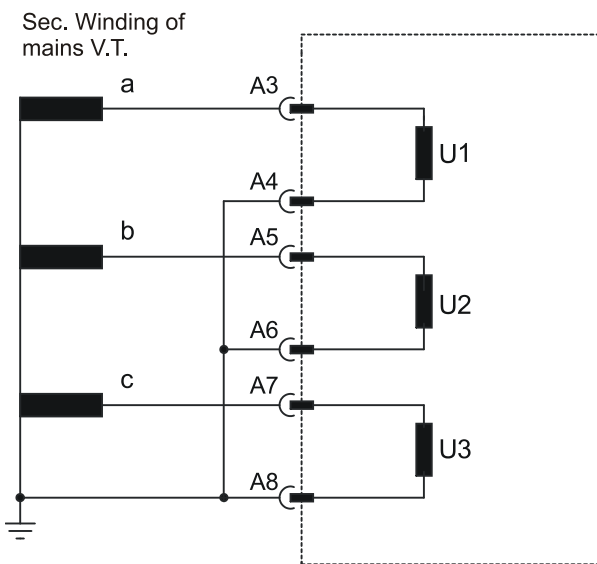 Sec. Winding of
mains V.T.
a
A3
U1
A4
b
A5
U2
A6
c
A7
U3
A8